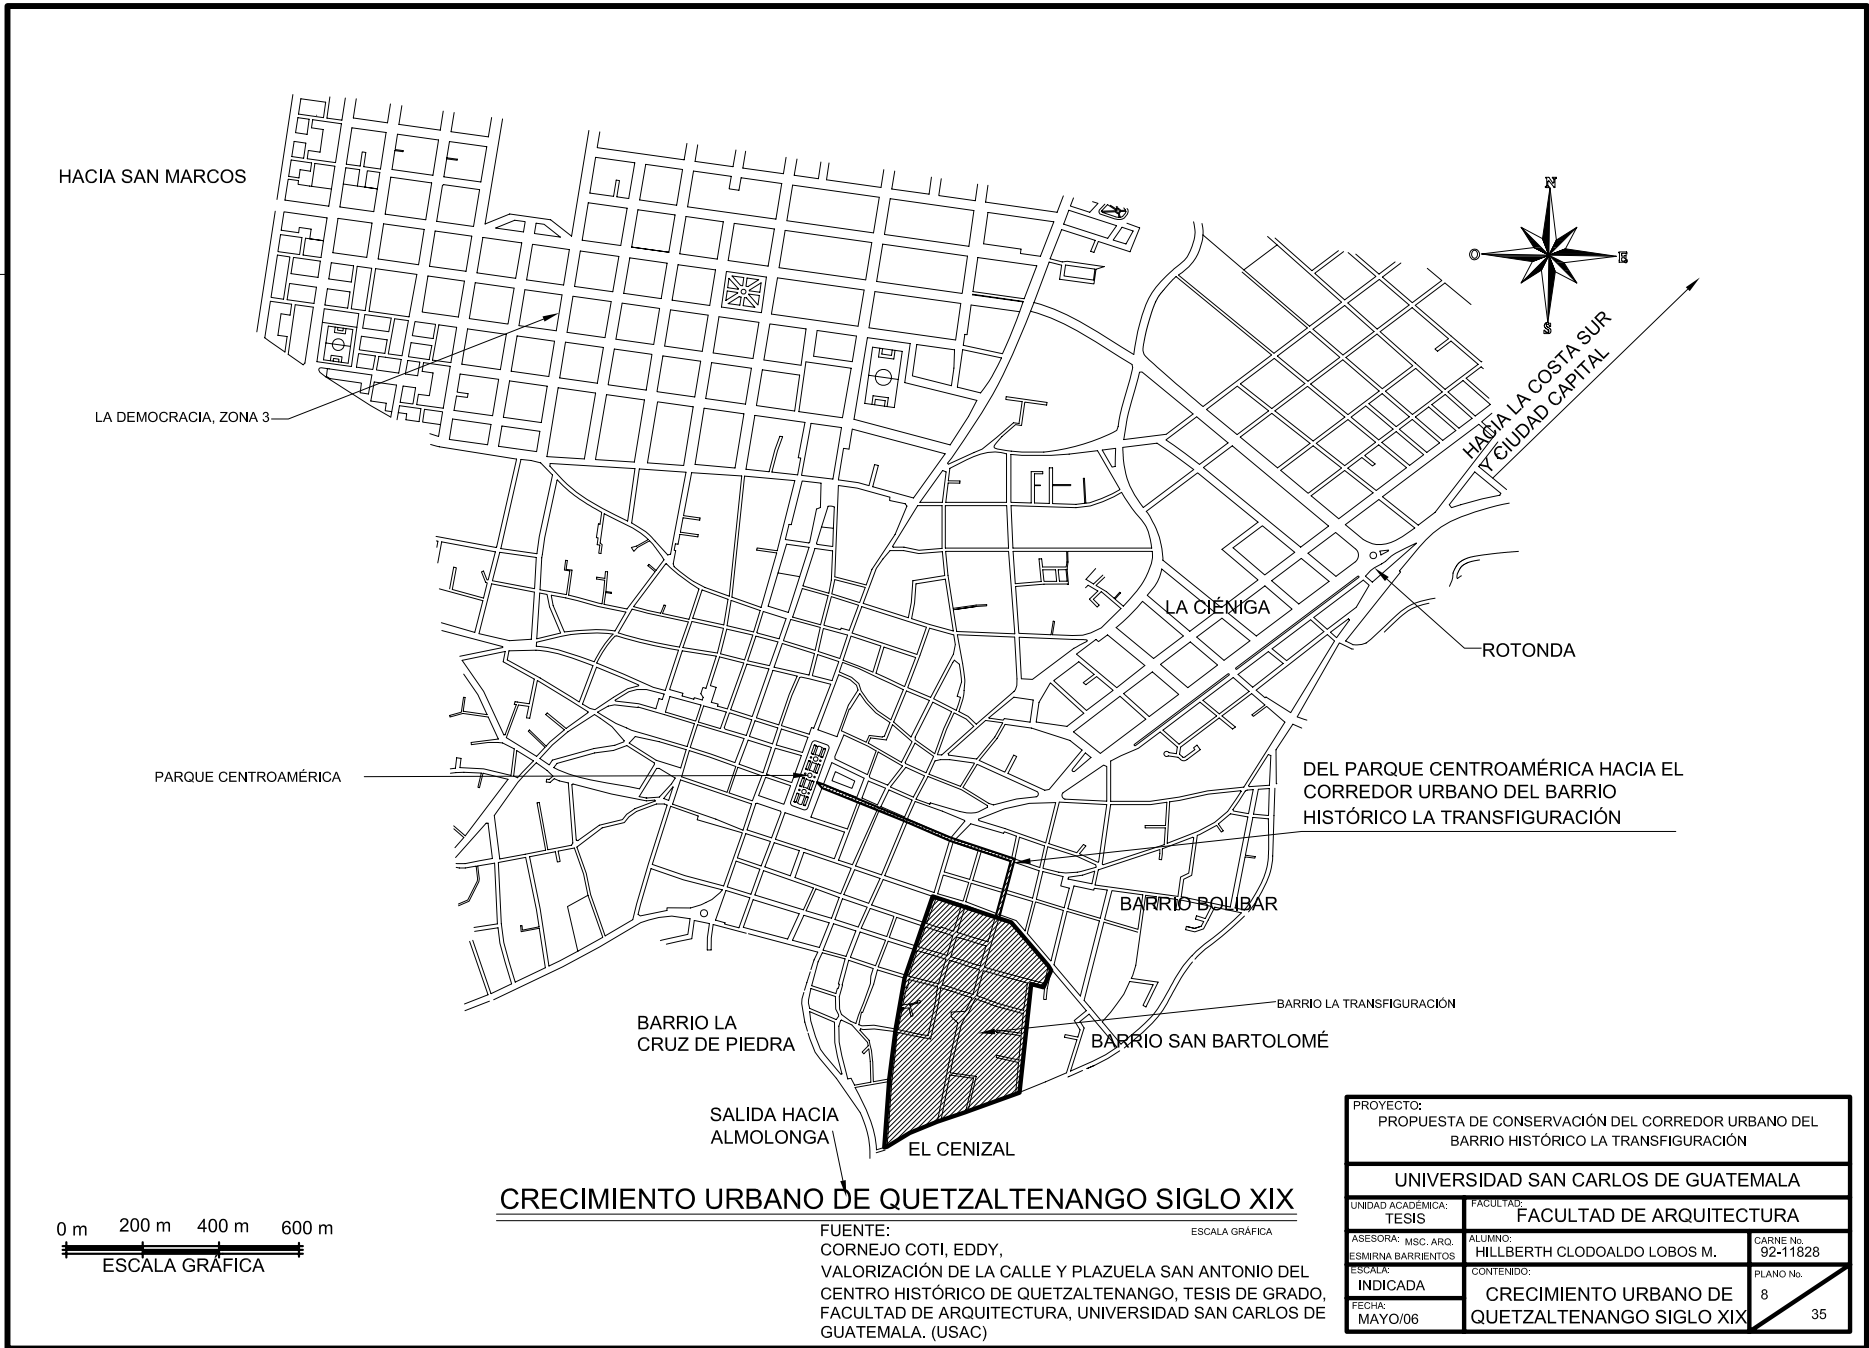 HACIA SAN MARCOS
N
O
E
S
HACIA LA COSTA SUR
Y CIUDAD CAPITAL
LA DEMOCRACIA, ZONA 3
LA CIÉNIGA
ROTONDA
PARQUE CENTROAMÉRICA
DEL PARQUE CENTROAMÉRICA HACIA EL
CORREDOR URBANO DEL BARRIO
HISTÓRICO LA TRANSFIGURACIÓN
BARRIO BOLIBAR
BARRIO LA TRANSFIGURACIÓN
BARRIO LA
CRUZ DE PIEDRA
BARRIO SAN BARTOLOMÉ
SALIDA HACIA
ALMOLONGA
EL CENIZAL
CRECIMIENTO URBANO DE QUETZALTENANGO SIGLO XIX
ESCALA GRÁFICA
FUENTE:
CORNEJO COTÍ, EDDY,
VALORIZACIÓN DE LA CALLE Y PLAZUELA SAN ANTONIO DEL
CENTRO HISTÓRICO DE QUETZALTENANGO, TESIS DE GRADO,
FACULTAD DE ARQUITECTURA, UNIVERSIDAD SAN CARLOS DE
GUATEMALA. (USAC)
0 m 200 m 400 m 600 m
ESCALA GRÁFICA
PROYECTO:
PROPUESTA DE CONSERVACIÓN DEL CORREDOR URBANO DEL
BARRIO HISTÓRICO LA TRANSFIGURACIÓN
UNIVERSIDAD SAN CARLOS DE GUATEMALA
UNIDAD ACADÉMICA:
TESIS
FACULTAD:
FACULTAD DE ARQUITECTURA
ASESORA: MSC. ARQ.
ESMIRNA BARRIENTOS
ALUMNO:
HILLBERTH CLODOALDO LOBOS M.
CARNE No.
92-11828
ESCALA:
INDICADA
CONTENIDO:
CRECIMIENTO URBANO DE
QUETZALTENANGO SIGLO XIX
PLANO No.
8
35
FECHA:
MAYO/06